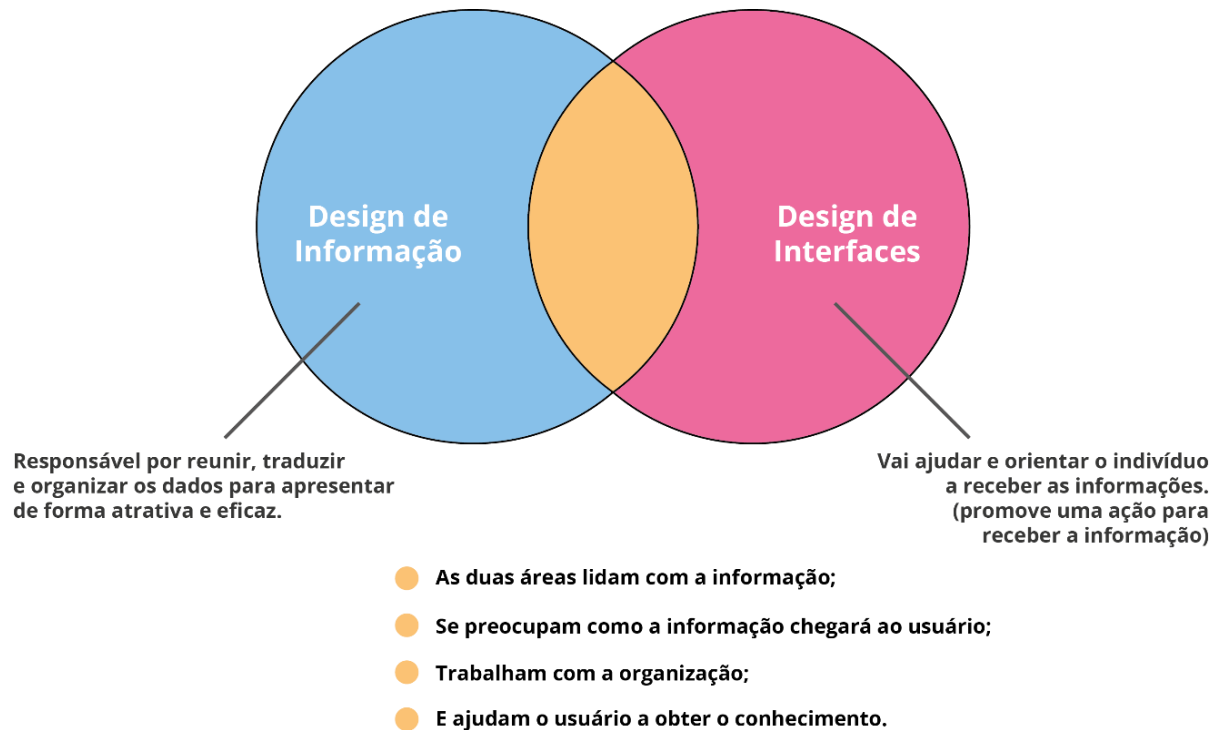 Design de
Informação
Design de
Interfaces
Responsável por reunir, traduzir
e organizar os dados para apresentar
de forma atrativa e eficaz.
Vai ajudar e orientar o indivíduo
a receber as informações.
(promove uma ação para
receber a informação)
As duas áreas lidam com a informação;
Se preocupam como a informação chegará ao usuário;
Trabalham com a organização;
E ajudam o usuário a obter o conhecimento.